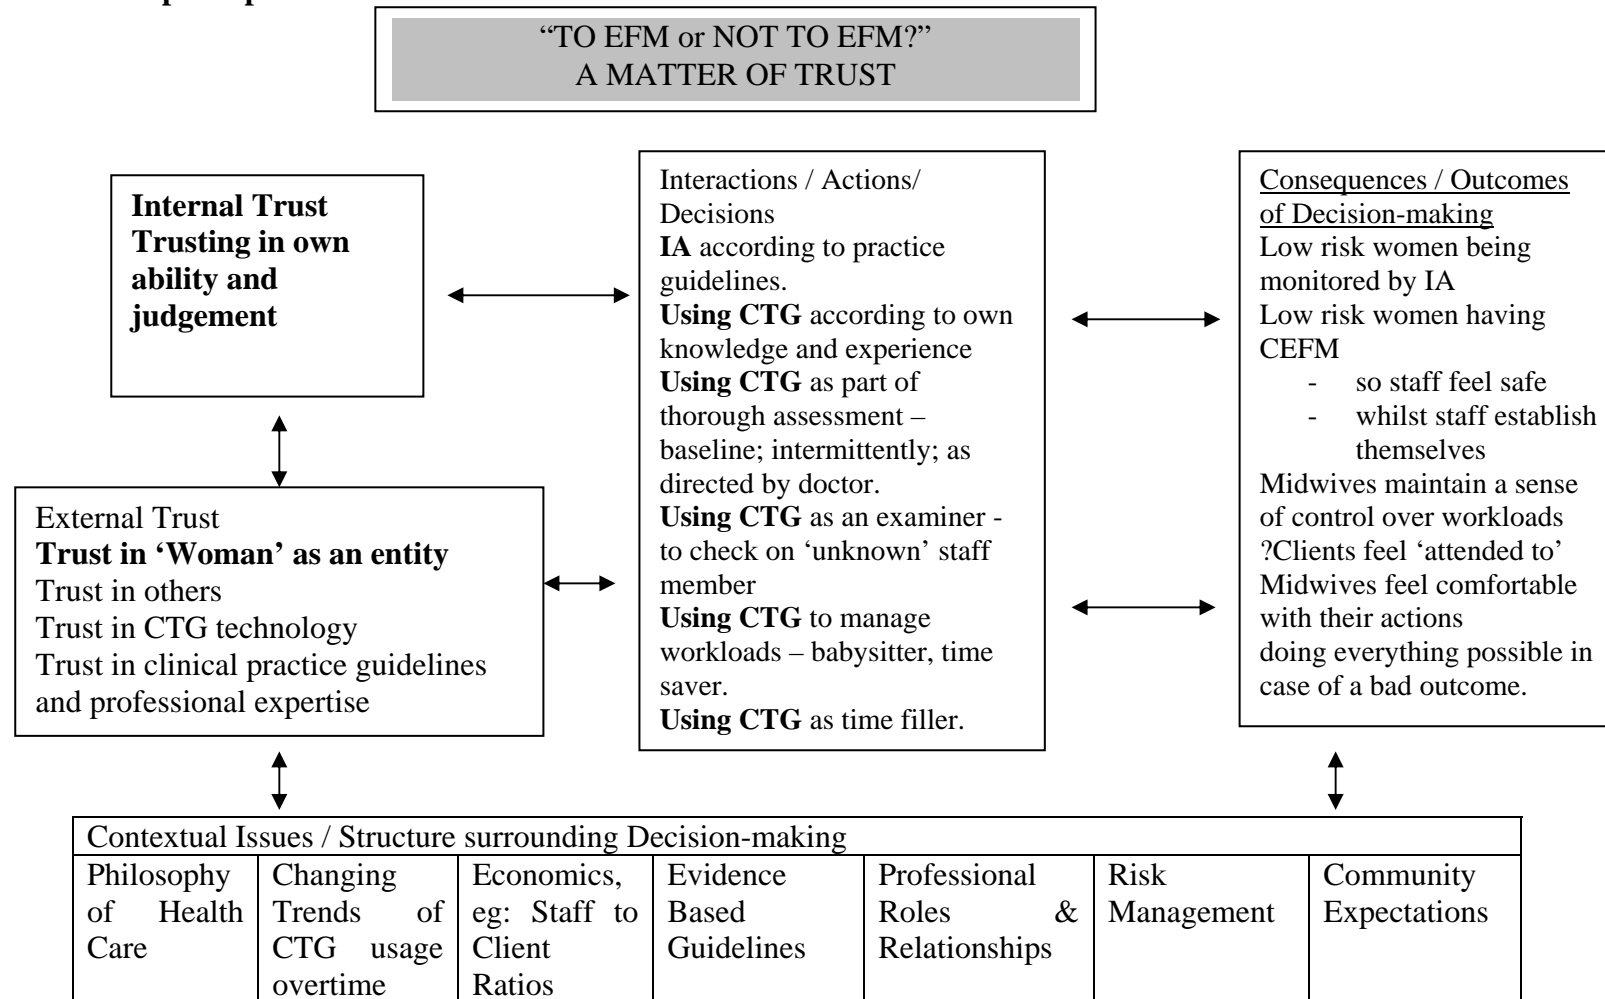 “TO EFM or NOT TO EFM?”
A MATTER OF TRUST
Internal Trust
Trusting in own
ability and
judgement
External Trust
Trust in ‘Woman’ as an entity
Trust in others
Trust in CTG technology
Trust in clinical practice guidelines
and professional expertise
Interactions / Actions/
Decisions
IA according to practice
guidelines.
Using CTG according to own
knowledge and experience
Using CTG as part of
thorough assessment –
baseline; intermittently; as
directed by doctor.
Using CTG as an examiner -
to check on ‘unknown’ staff
member
Using CTG to manage
workloads – babysitter, time
saver.
Using CTG as time filler.
Consequences / Outcomes
of Decision-making
Low risk women being
monitored by IA
Low risk women having
CEFM
- so staff feel safe
- whilst staff establish
themselves
Midwives maintain a sense
of control over workloads
?Clients feel ‘attended to’
Midwives feel comfortable
with their actions
doing everything possible in
case of a bad outcome.
Contextual Issues / Structure surrounding Decision-making
Philosophy
of Health
Care
Changing
Trends of
CTG usage
overtime
Economics,
eg: Staff to
Client
Ratios
Evidence
Based
Guidelines
Professional
Roles &
Relationships
Risk
Management
Community
Expectations